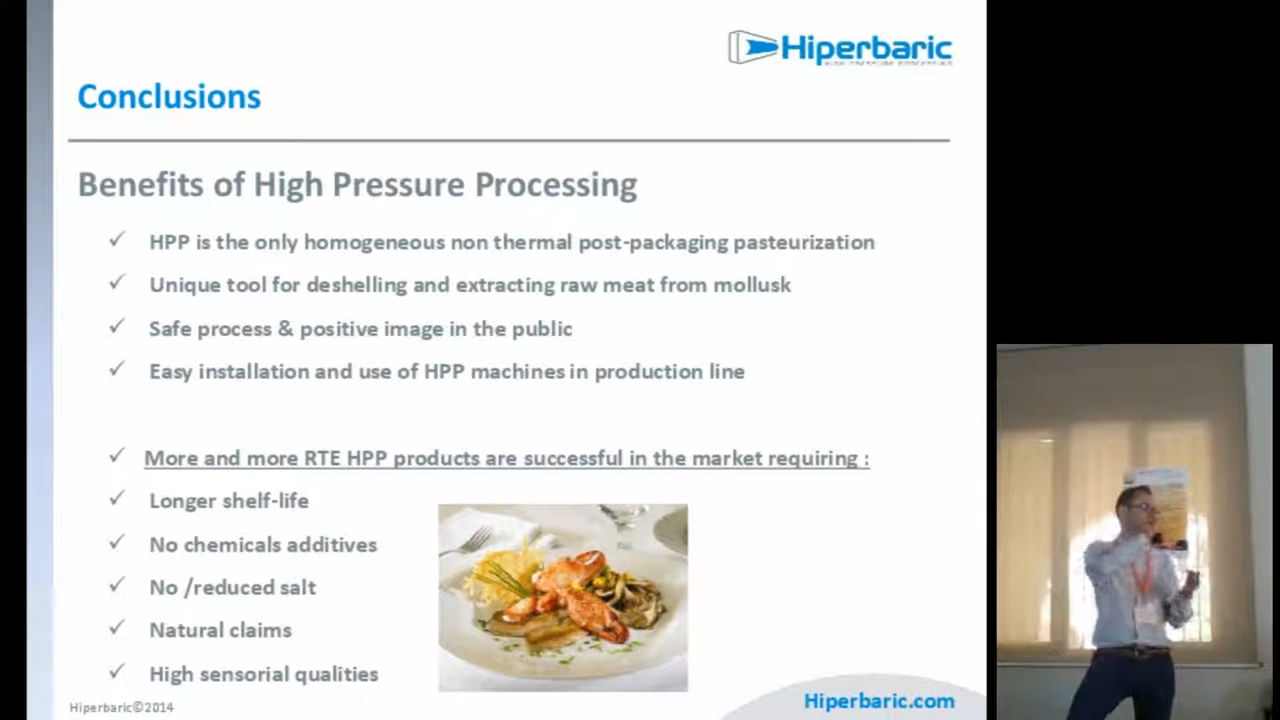 Hiperbaric
HIGH PRESSURE PROCESSING
Conclusions
Benefits of High Pressure Processing
✓ HPP is the only homogeneous non thermal post-packaging pasteurization
✓ Unique tool for deshelling and extracting raw meat from mollusk
✓ Safe process & positive image in the public
✓ Easy installation and use of HPP machines in production line
✓ More and more RTE HPP products are successful in the market requiring :
✓ Longer shelf-life
✓ No chemicals additives
✓ No /reduced salt
✓ Natural claims
✓ High sensorial qualities
Hiperbaric©2014
Hiperbaric.com